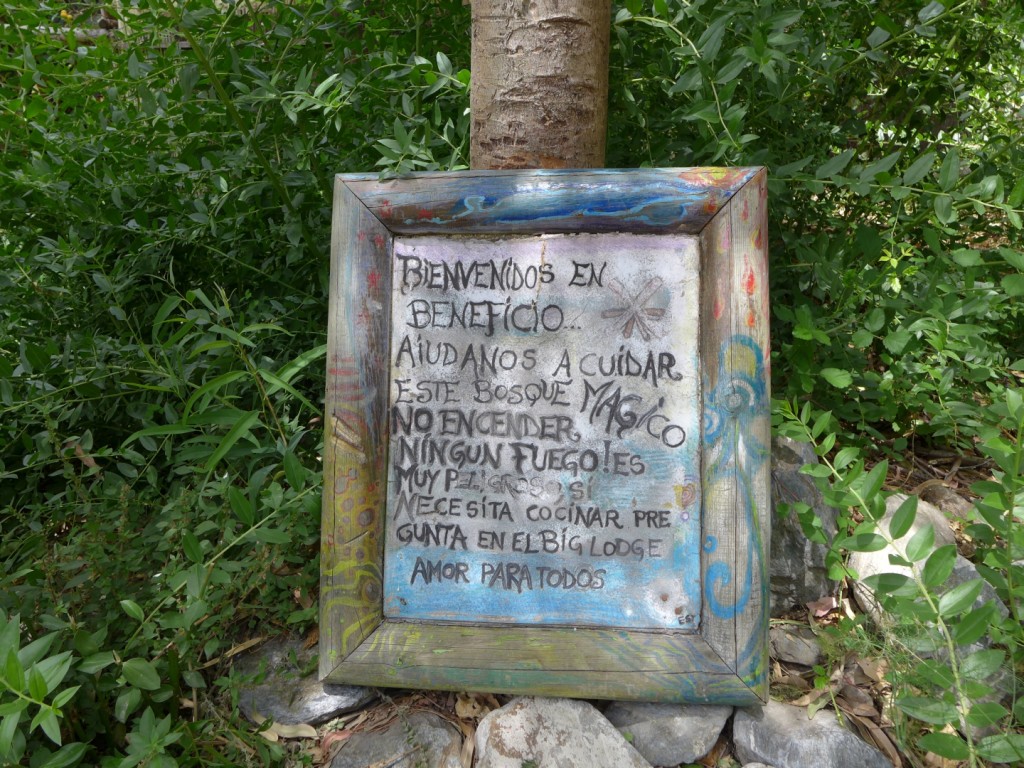 BIENVENIDOS EN
BENEFICIO...
AIUDANOS A CUIDAR
ESTE BOSQUE MAGICO
NO ENCENDER
NINGUN FUEGO! ES
MUY PELIGROSO, SI
NECESITA COCINAR PRE
GUNTA EN EL BIG LODGE
AMOR PARA TODOS